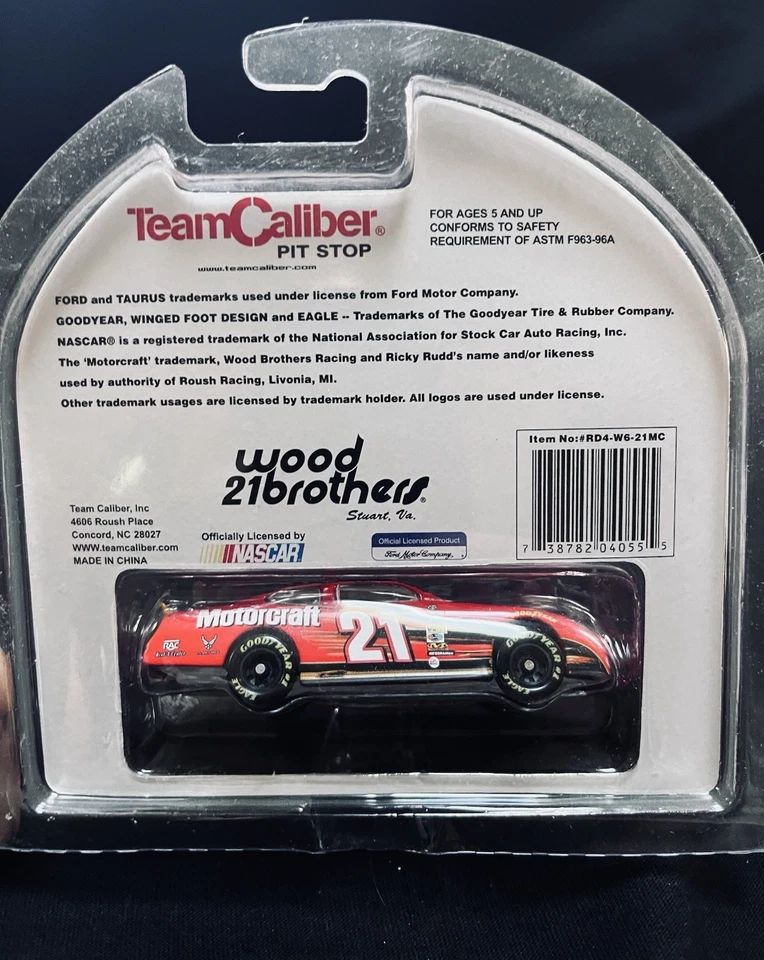 TeamCaliber®
PIT STOP
www.teamcaliber.com
FOR AGES 5 AND UP
CONFORMS TO SAFETY
REQUIREMENT OF ASTM F963-96A
FORD and TAURUS trademarks used under license from Ford Motor Company.
GOODYEAR, WINGED FOOT DESIGN and EAGLE -- Trademarks of The Goodyear Tire & Rubber Company.
NASCAR® is a registered trademark of the National Association for Stock Car Auto Racing, Inc.
The 'Motorcraft' trademark, Wood Brothers Racing and Ricky Rudd's name and/or likeness
used by authority of Roush Racing, Livonia, MI.
Other trademark usages are licensed by trademark holder. All logos are used under license.
wood
21brothers®
Stuart, Va.
Item No:#RD4-W6-21MC
7 38782 04055 5
Team Caliber, Inc
4606 Roush Place
Concord, NC 28027
WWW.teamcaliber.com
MADE IN CHINA
Officially Licensed by
NASCAR
Official Licensed Product
Ford Motor Company
Motorcraft
21
GOODYEAR #1
EAGLE
GOODYEAR #1
EAGLE